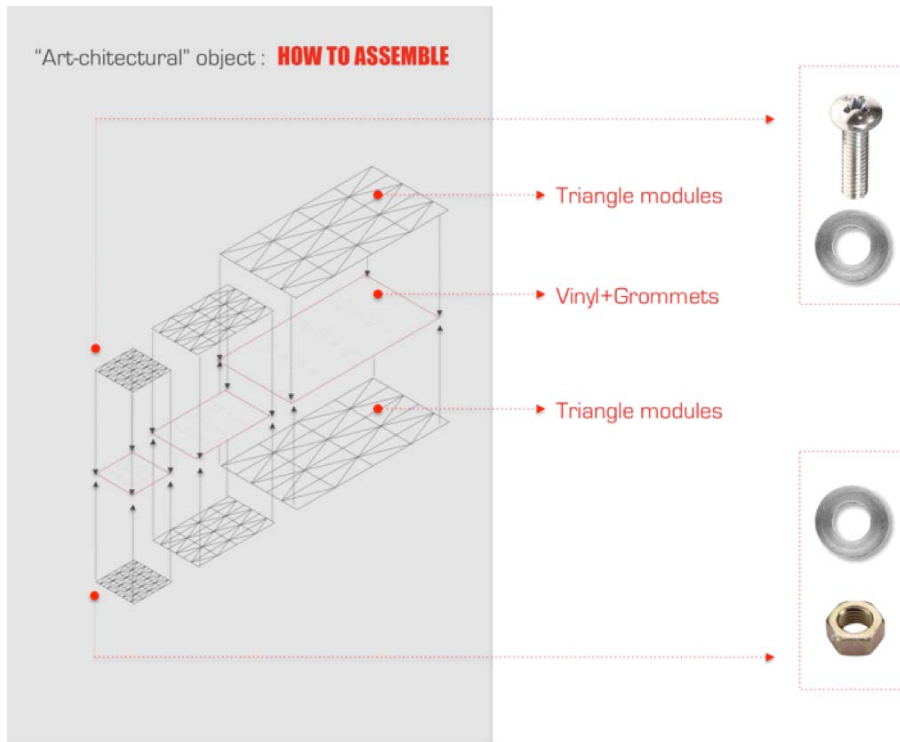 “Art-chitectural” object : HOW TO ASSEMBLE
Triangle modules
Vinyl+Grommets
Triangle modules